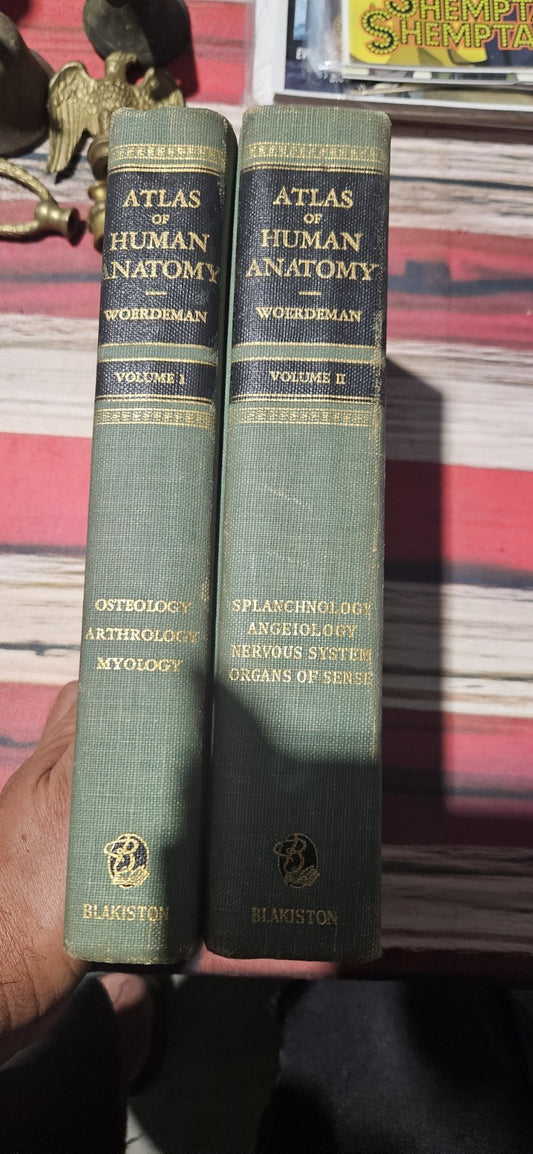 ATLAS
OF
HUMAN
ANATOMY
WOERDEMAN
VOLUME I
OSTEOLOGY
ARTHROLOGY
MYOLOGY
B
BLAKISTON
ATLAS
OF
HUMAN
ANATOMY
WOERDEMAN
VOLUME II
SPLANCHNOLOGY
ANGEIOLOGY
NERVOUS SYSTEM
ORGANS OF SENSE
B
BLAKISTON
SHEMPT
SHEMPTA